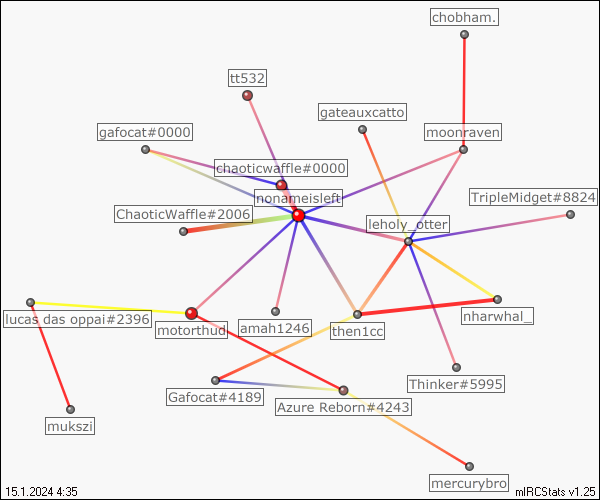 chobham.
tt532
gateauxcatto
gafocat#0000
moonraven
chaoticwaffle#0000
nonameisleft
TripleMidget#8824
ChaoticWaffle#2006
leholy_otter
lucas das oppai#2396
motorthud
amah1246
then1cc
nharwhal_
Thinker#5995
Gafocat#4189
Azure Reborn#4243
mukszi
mercurybro
15.1.2024 4:35
mIRCStats v1.25